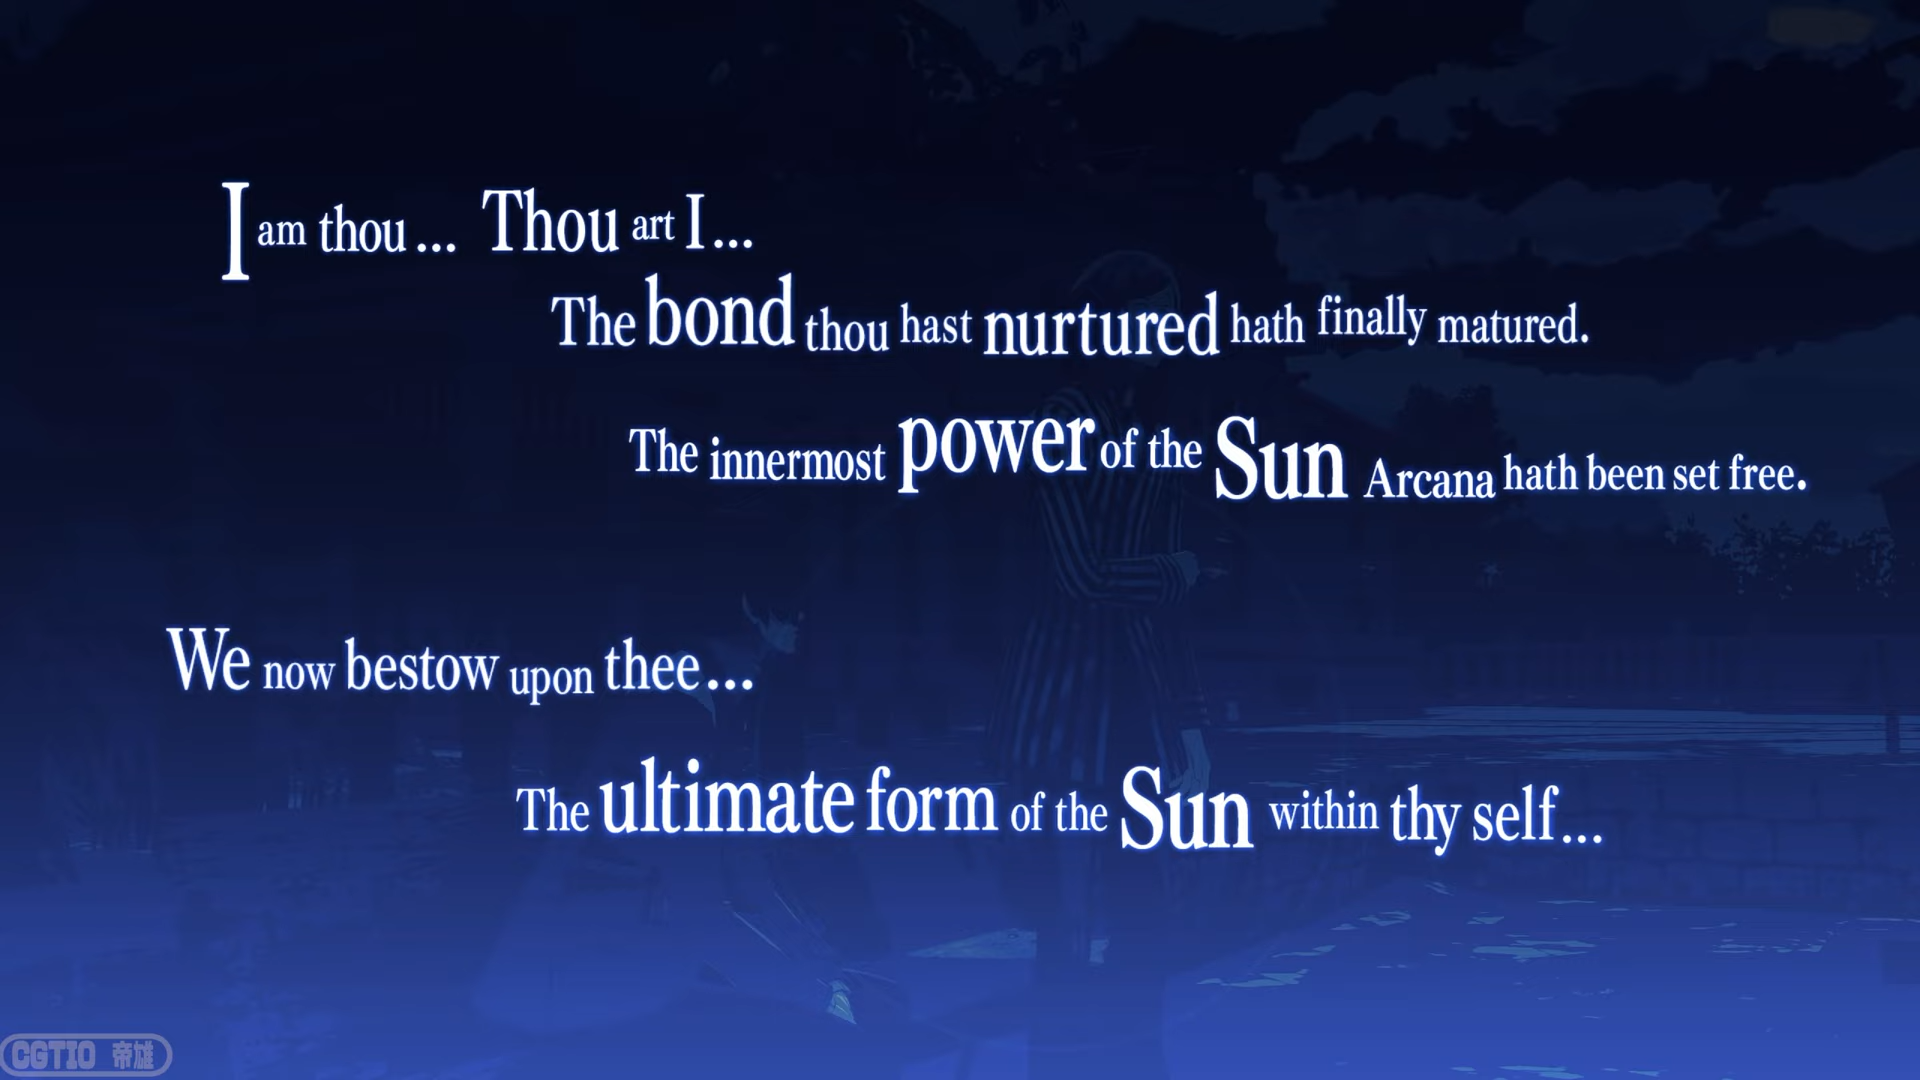 I am thou... Thou art I...
The bond thou hast nurtured hath finally matured.
The innermost power of the Sun Arcana hath been set free.
We now bestow upon thee...
The ultimate form of the Sun within thy self...
CGTIO 帝雄